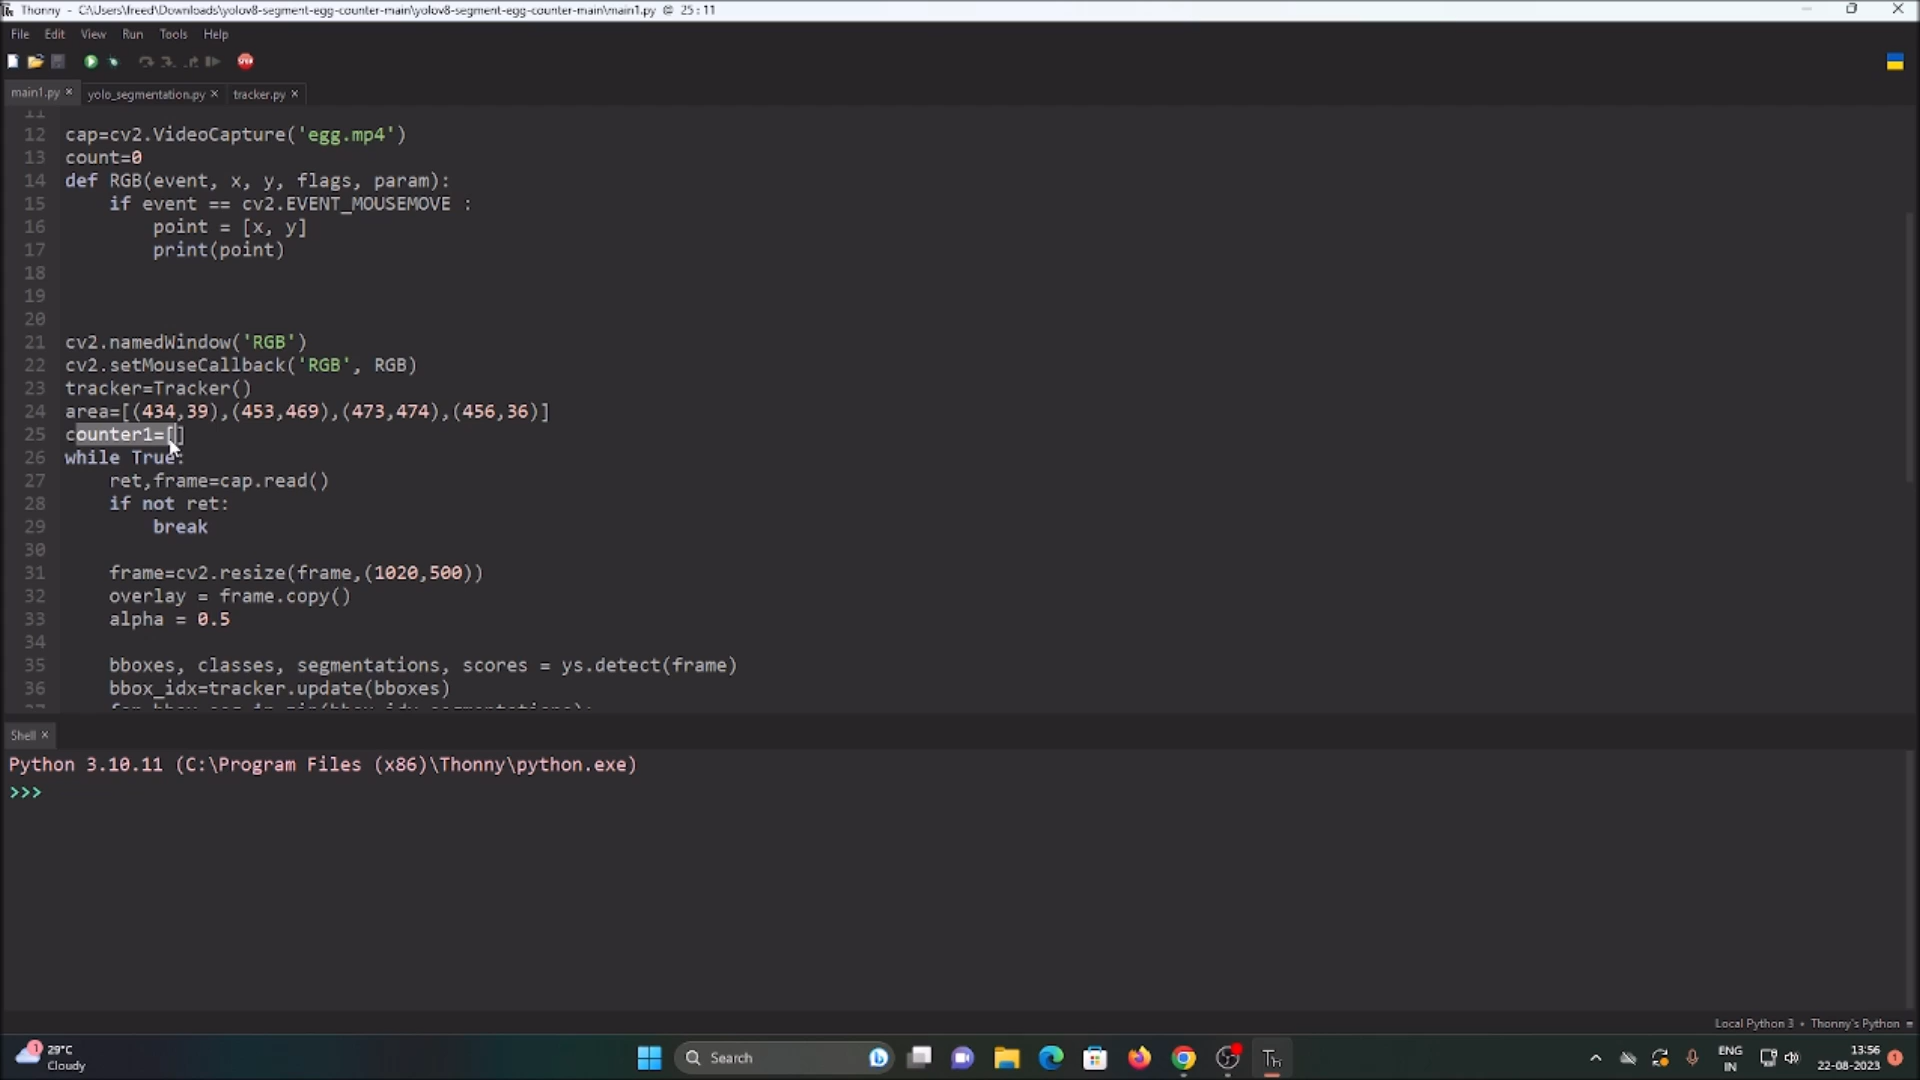 Thonny - C:\Users\freed\Downloads\yolov8-segment-egg-counter-main\yolov8-segment-egg-counter-main\main1.py @ 25:11
File Edit View Run Tools Help
main1.py × yolo_segmentation.py × tracker.py ×
11
12 cap=cv2.VideoCapture('egg.mp4')
13 count=0
14 def RGB(event, x, y, flags, param):
15 if event == cv2.EVENT_MOUSEMOVE :
16 point = [x, y]
17 print(point)
18
19
20
21 cv2.namedWindow('RGB')
22 cv2.setMouseCallback('RGB', RGB)
23 tracker=Tracker()
24 area=[(434,39),(453,469),(473,474),(456,36)]
25 counter1=[]
26 while True:
27 ret,frame=cap.read()
28 if not ret:
29 break
30
31 frame=cv2.resize(frame,(1020,500))
32 overlay = frame.copy()
33 alpha = 0.5
34
35 bboxes, classes, segmentations, scores = ys.detect(frame)
36 bbox_idx=tracker.update(bboxes)
Shell ×
Python 3.10.11 (C:\Program Files (x86)\Thonny\python.exe)
>>>
Local Python 3 • Thonny's Python
1 29°C
Cloudy
Search
Th
ENG
IN
13:56
22-08-2023
1